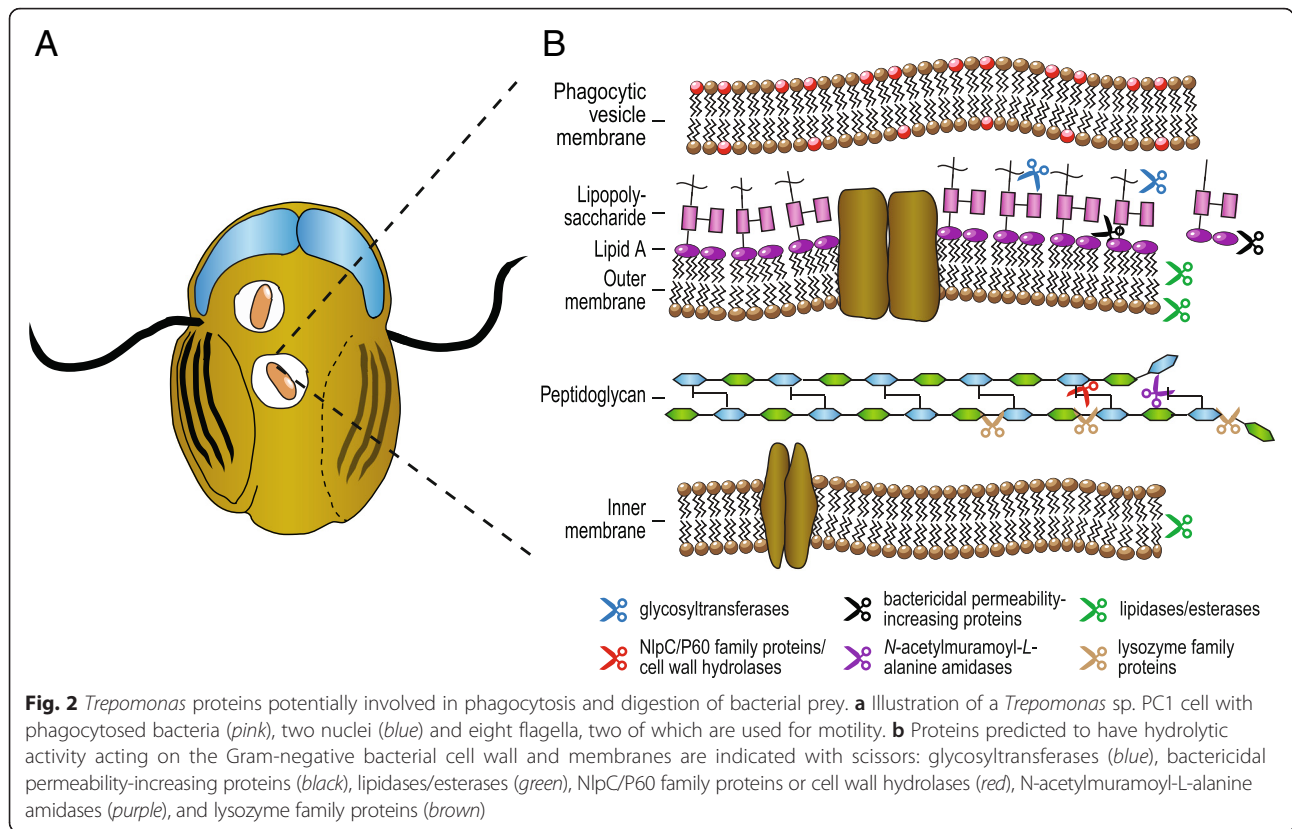 A
B
Phagocytic
vesicle
membrane
Lipopoly-
saccharide
Lipid A
Outer
membrane
Peptidoglycan
Inner
membrane
glycosyltransferases
bactericidal permeability-
increasing proteins
lipidases/esterases
NlpC/P60 family proteins/
cell wall hydrolases
N-acetylmuramoyl-L-
alanine amidases
lysozyme family
proteins
Fig. 2 Trepomonas proteins potentially involved in phagocytosis and digestion of bacterial prey. a Illustration of a Trepomonas sp. PC1 cell with
phagocytosed bacteria (pink), two nuclei (blue) and eight flagella, two of which are used for motility. b Proteins predicted to have hydrolytic
activity acting on the Gram-negative bacterial cell wall and membranes are indicated with scissors: glycosyltransferases (blue), bactericidal
permeability-increasing proteins (black), lipidases/esterases (green), NlpC/P60 family proteins or cell wall hydrolases (red), N-acetylmuramoyl-L-alanine
amidases (purple), and lysozyme family proteins (brown)